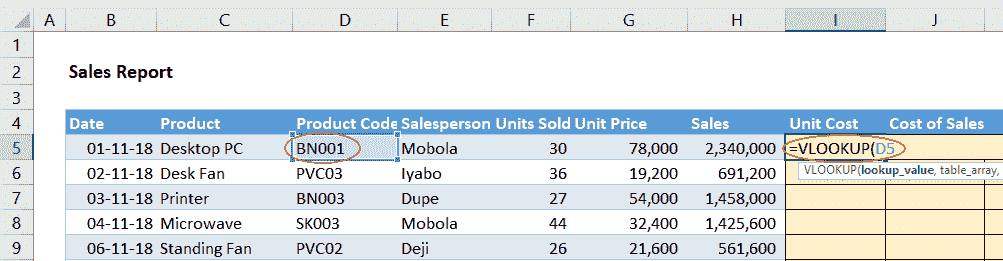 A B C D E F G H I J
1
2 Sales Report
3
4 Date Product Product Code Salesperson Units Sold Unit Price Sales Unit Cost Cost of Sales
5 01-11-18 Desktop PC BN001 Mobola 30 78,000 2,340,000 =VLOOKUP(D5
6 02-11-18 Desk Fan PVC03 Iyabo 36 19,200 691,200 VLOOKUP(lookup_value, table_array,
7 03-11-18 Printer BN003 Dupe 27 54,000 1,458,000
8 04-11-18 Microwave SK003 Mobola 44 32,400 1,425,600
9 06-11-18 Standing Fan PVC02 Deji 26 21,600 561,600